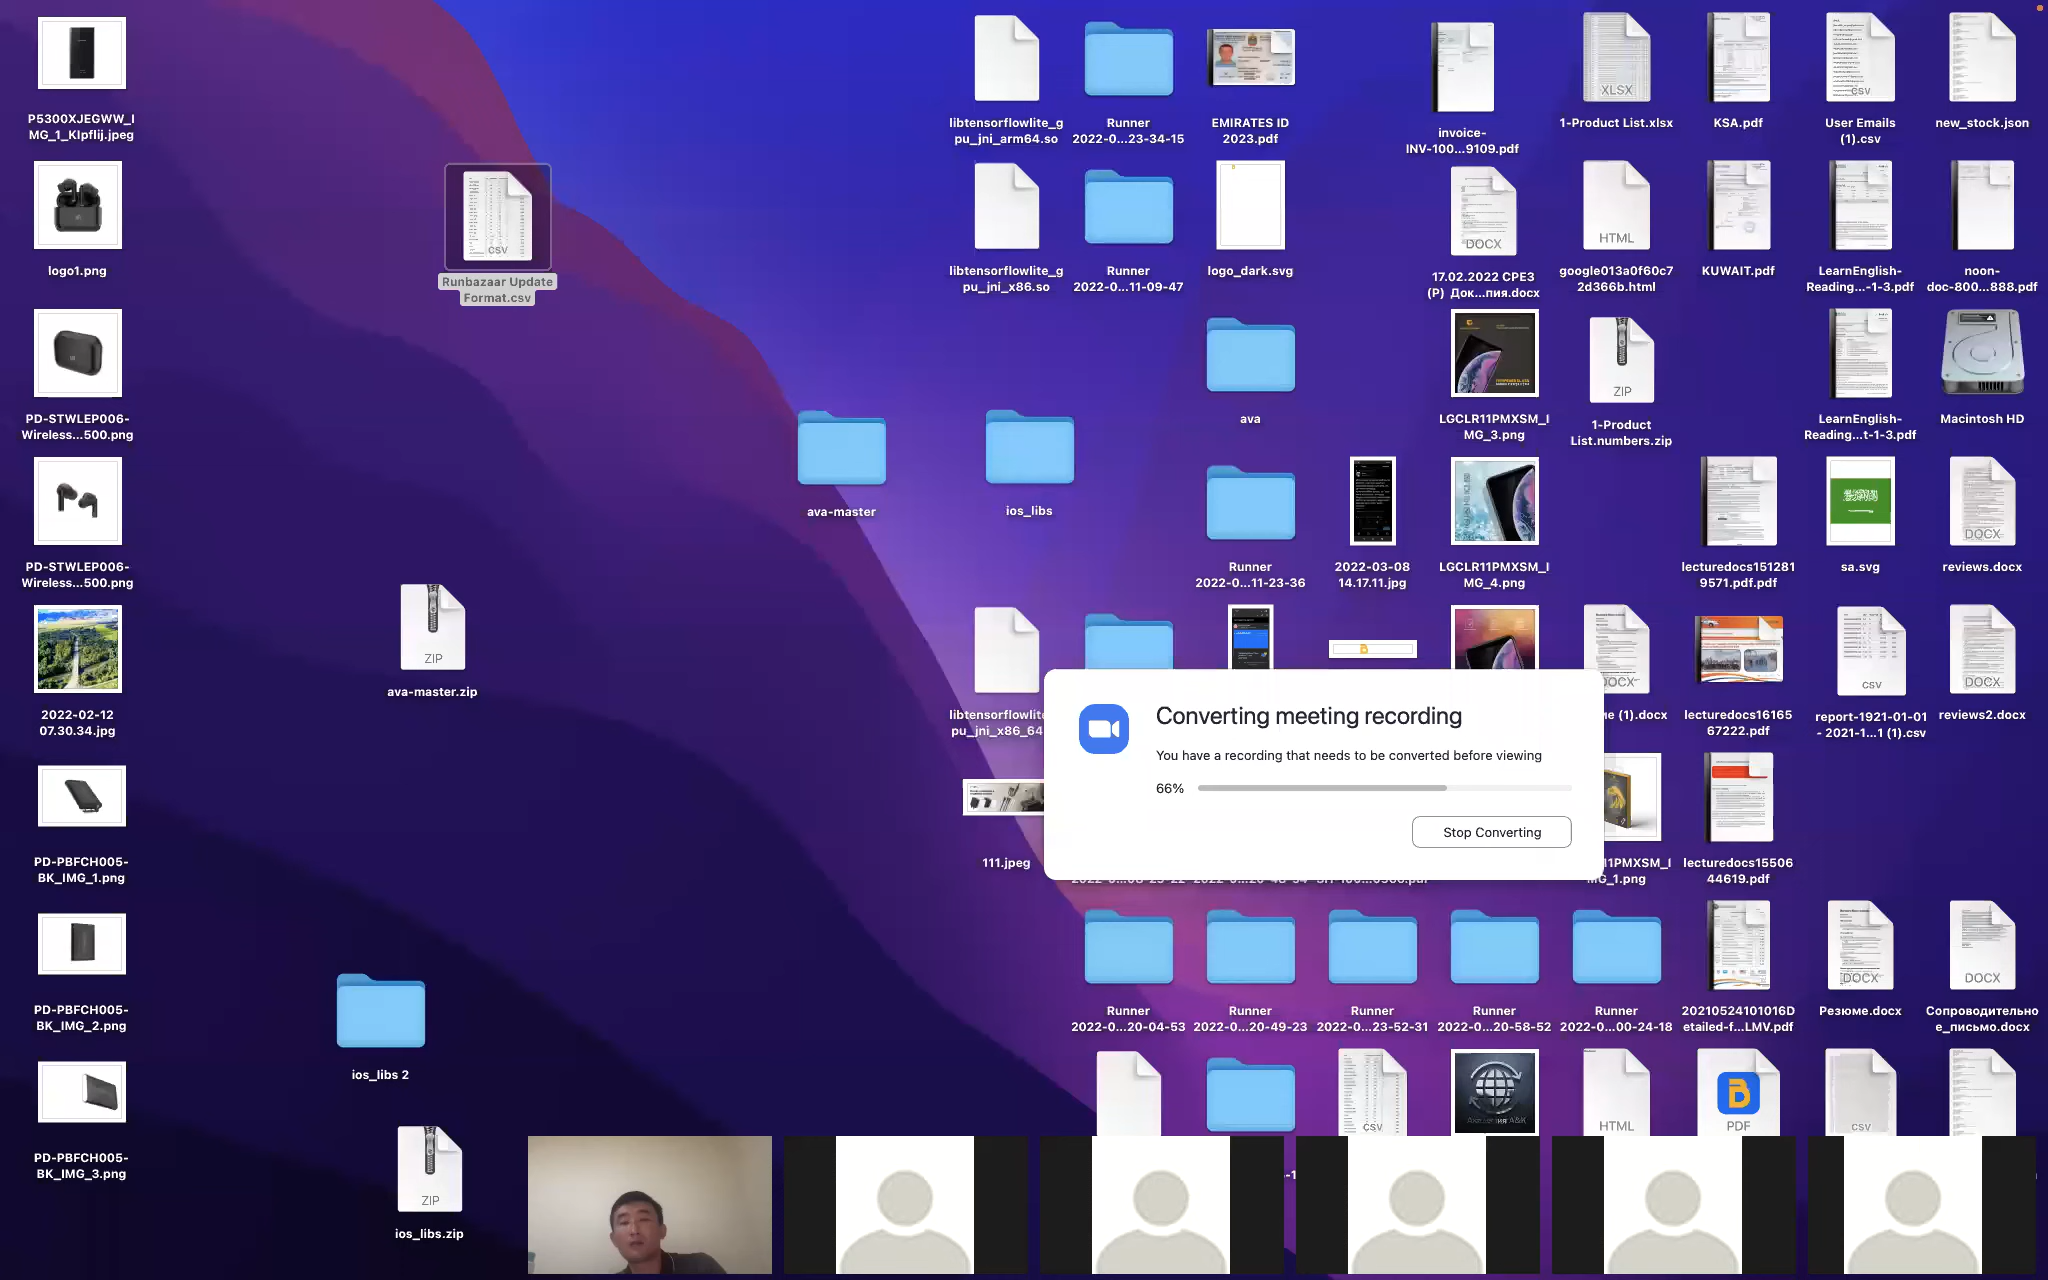 P5300XJEGWW_I
MG_1_KIpfIij.jpeg
logo1.png
PD-STWLEP006-
Wireless...500.png
PD-STWLEP006-
Wireless...500.png
2022-02-12
07.30.34.jpg
PD-PBFCH005-
BK_IMG_1.png
PD-PBFCH005-
BK_IMG_2.png
PD-PBFCH005-
BK_IMG_3.png
CSV
Runbazaar Update
Format.csv
ZIP
ava-master.zip
ios_libs 2
ZIP
ios_libs.zip
ava-master
ios_libs
libtensorflowlite_g
pu_jni_arm64.so
Runner
2022-0...23-34-15
EMIRATES ID
2023.pdf
invoice-
INV-100...9109.pdf
XLSX
1-Product List.xlsx
KSA.pdf
CSV
User Emails
(1).csv
new_stock.json
libtensorflowlite_g
pu_jni_x86.so
Runner
2022-0...11-09-47
logo_dark.svg
DOCX
17.02.2022 СРЕЗ
(Р) Док...пия.docx
HTML
google013a0f60c7
2d366b.html
KUWAIT.pdf
LearnEnglish-
Reading...-1-3.pdf
noon-
doc-800...888.pdf
ava
LGCLR11PMXSM_I
MG_3.png
ZIP
1-Product
List.numbers.zip
LearnEnglish-
Reading...t-1-3.pdf
Macintosh HD
Runner
2022-0...11-23-36
2022-03-08
14.17.11.jpg
LGCLR11PMXSM_I
MG_4.png
lecturedocs151281
9571.pdf.pdf
sa.svg
DOCX
reviews.docx
libtensorflowlite
pu_jni_x86_64
DOCX
ие (1).docx
lecturedocs16165
67222.pdf
CSV
report-1921-01-01
- 2021-1...1 (1).csv
DOCX
reviews2.docx
Converting meeting recording
You have a recording that needs to be converted before viewing
66%
Stop Converting
111.jpeg
11PMXSM_I
MG_1.png
lecturedocs15506
44619.pdf
Runner
2022-0...20-04-53
Runner
2022-0...20-49-23
Runner
2022-0...23-52-31
Runner
2022-0...20-58-52
Runner
2022-0...00-24-18
20210524101016D
etailed-f...LMV.pdf
DOCX
Резюме.docx
DOCX
Сопроводительно
е_письмо.docx
CSV
HTML
PDF
CSV